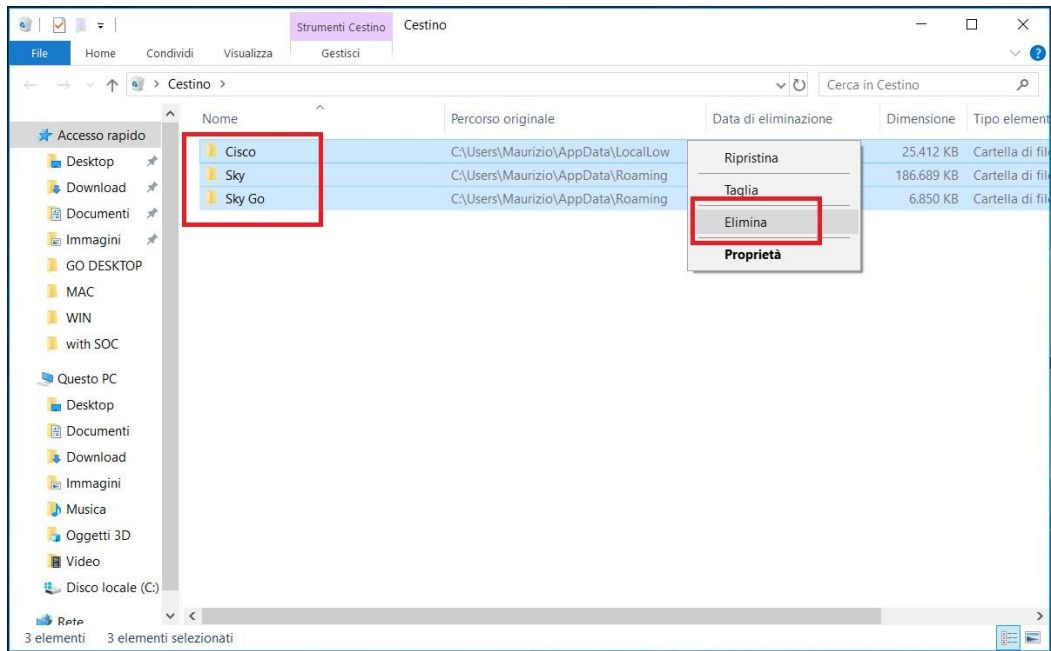 Strumenti Cestino Cestino
File Home Condividi Visualizza Gestisci
Cestino Cerca in Cestino
Nome Percorso originale Data di eliminazione Dimensione Tipo element
Accesso rapido
Desktop
Download
Documenti
Immagini
GO DESKTOP
MAC
WIN
with SOC
Questo PC
Desktop
Documenti
Download
Immagini
Musica
Oggetti 3D
Video
Disco locale (C:)
Rete
Cisco C:\Users\Maurizio\AppData\LocalLow 25.412 KB Cartella di file
Sky C:\Users\Maurizio\AppData\Roaming 186.689 KB Cartella di file
Sky Go C:\Users\Maurizio\AppData\Roaming 6.850 KB Cartella di file
Ripristina
Taglia
Elimina
Proprietà
3 elementi 3 elementi selezionati